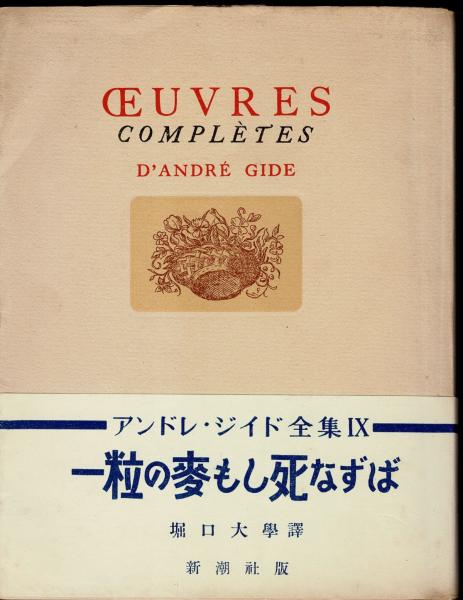 ŒUVRES
COMPLÈTES
D'ANDRÉ GIDE
アンドレ・ジイド全集IX
一粒の麥もし死なずば
堀口大學譯
新潮社版